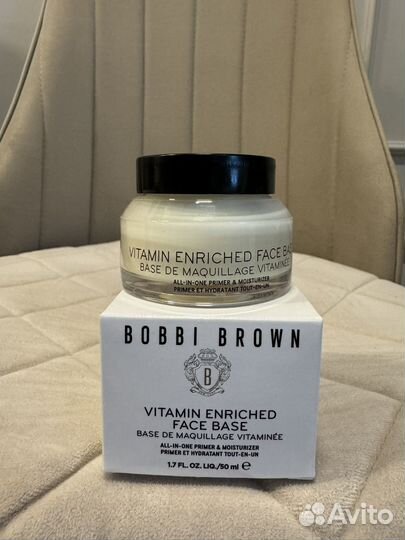 VITAMIN ENRICHED FACE BAS
BASE DE MAQUILLAGE VITAMINÉE
ALL-IN-ONE PRIMER & MOISTURIZER
PRIMER ET HYDRATANT TOUT-EN-UN
BOBBI BROWN
B
VITAMIN ENRICHED
FACE BASE
BASE DE MAQUILLAGE VITAMINÉE
ALL-IN-ONE PRIMER & MOISTURIZER
PRIMER ET HYDRATANT TOUT-EN-UN
1.7 FL. OZ. LIQ./50 ml ℮
Avito